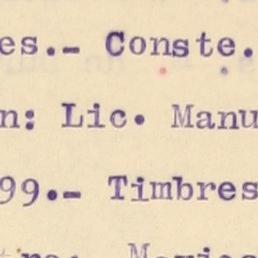 es.- Conste.
n: Lic. Manu
99.- Timbres